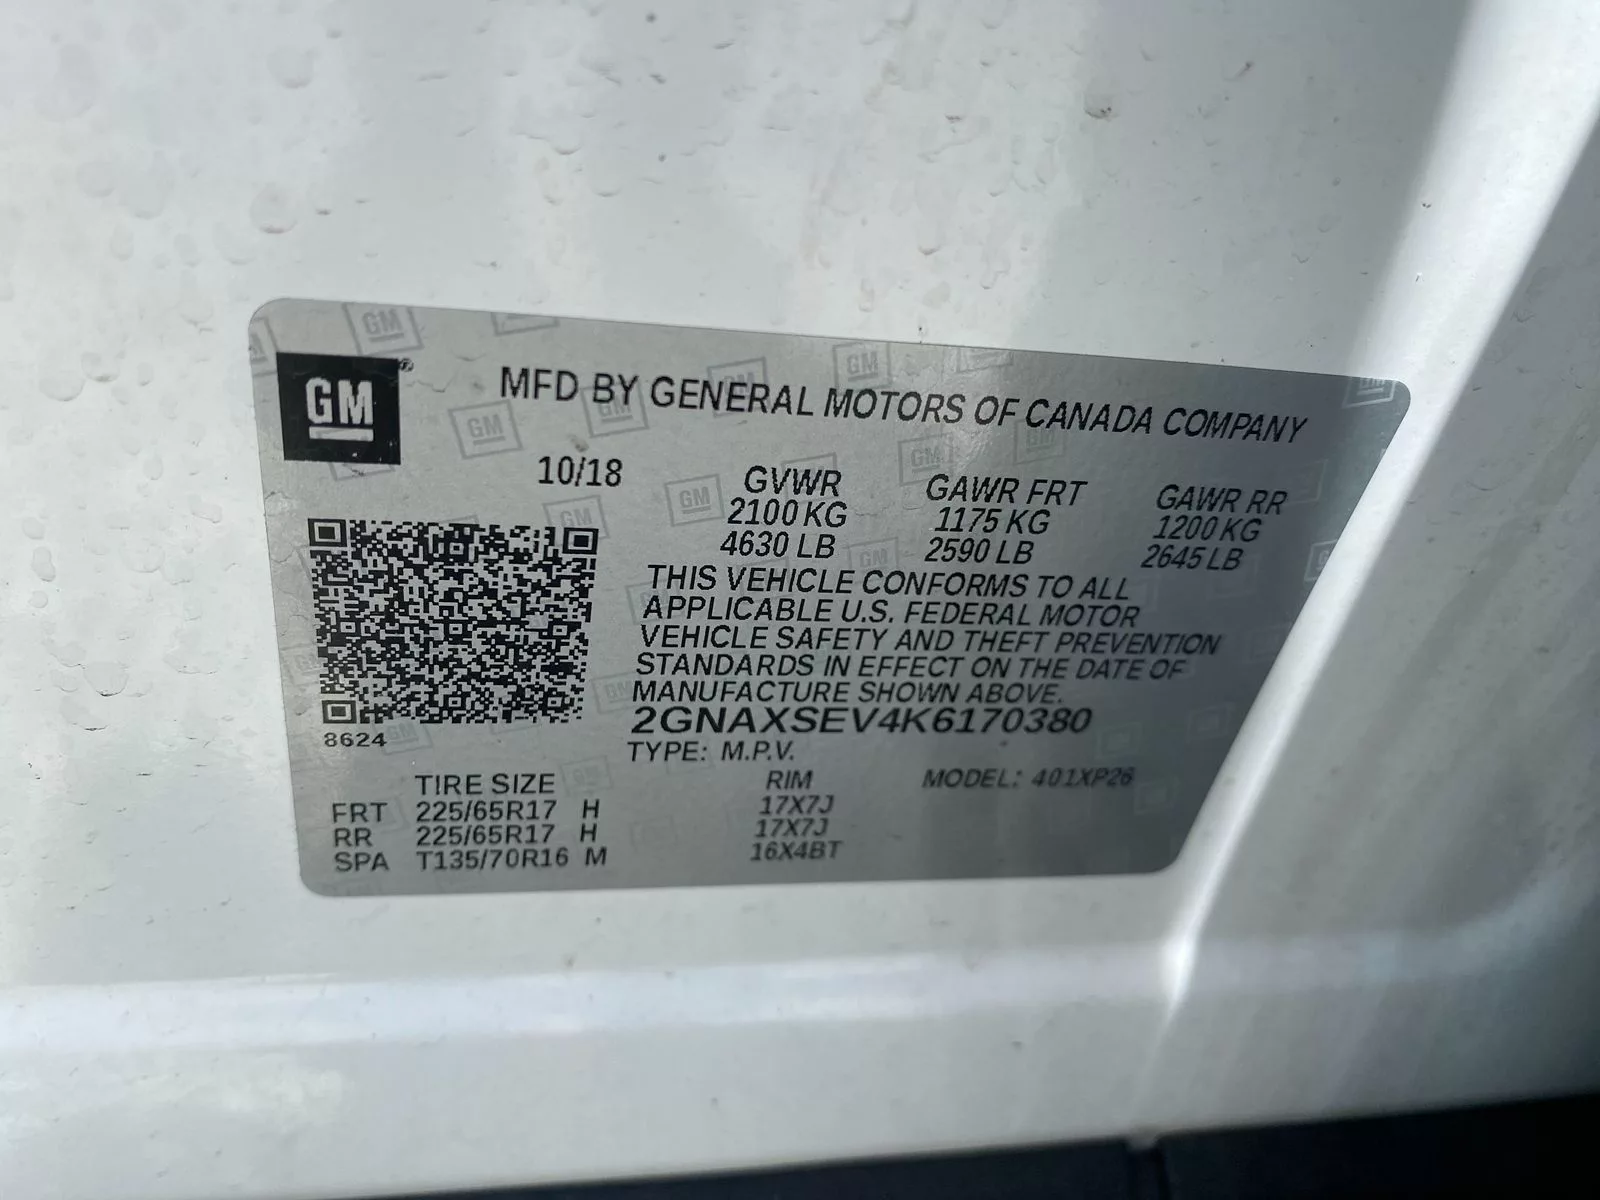 GM
MFD BY GENERAL MOTORS OF CANADA COMPANY
10/18 GVWR GAWR FRT GAWR RR
2100 KG 1175 KG 1200 KG
4630 LB 2590 LB 2645 LB
THIS VEHICLE CONFORMS TO ALL
APPLICABLE U.S. FEDERAL MOTOR
VEHICLE SAFETY AND THEFT PREVENTION
STANDARDS IN EFFECT ON THE DATE OF
MANUFACTURE SHOWN ABOVE.
2GNAXSEV4K6170380
8624
TYPE: M.P.V.
TIRE SIZE RIM MODEL: 401XP26
FRT 225/65R17 H 17X7J
RR 225/65R17 H 17X7J
SPA T135/70R16 M 16X4BT